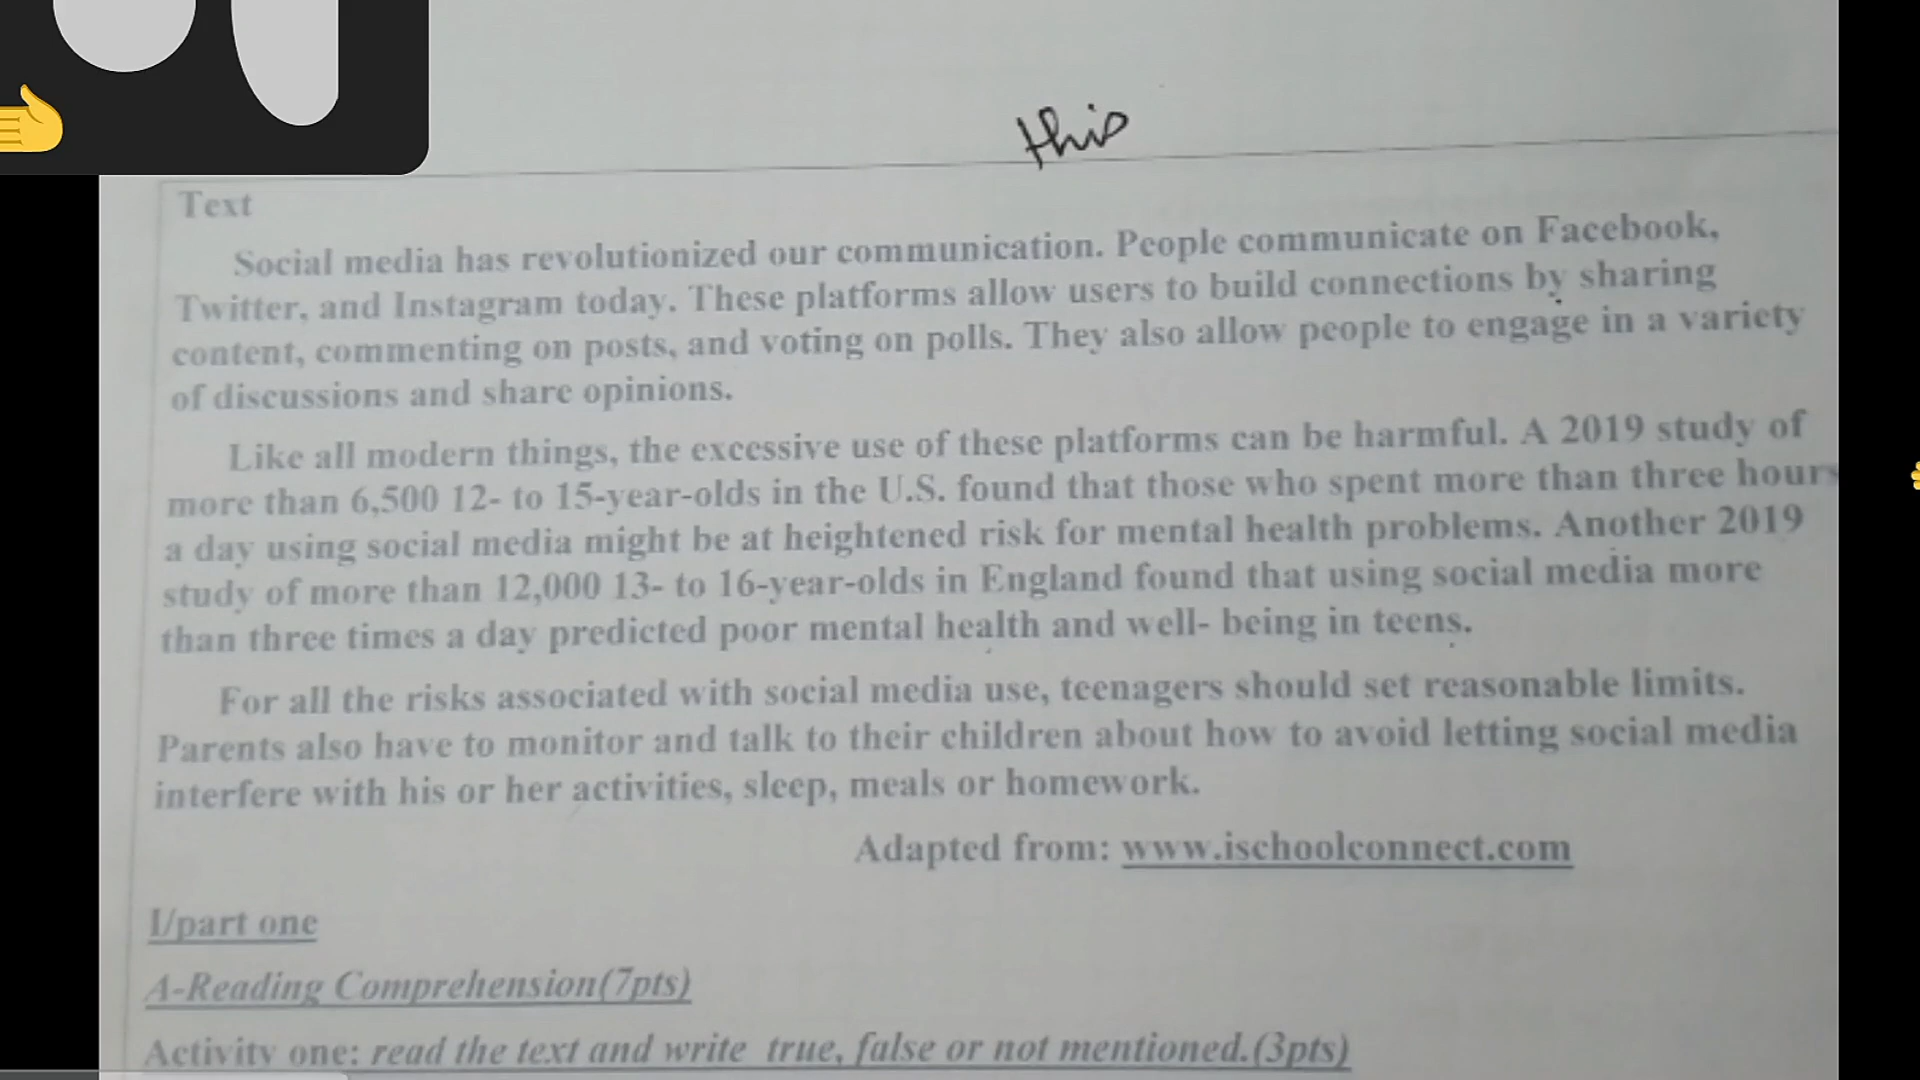 this
Text
Social media has revolutionized our communication. People communicate on Facebook,
Twitter, and Instagram today. These platforms allow users to build connections by sharing
content, commenting on posts, and voting on polls. They also allow people to engage in a variety
of discussions and share opinions.
Like all modern things, the excessive use of these platforms can be harmful. A 2019 study of
more than 6,500 12- to 15-year-olds in the U.S. found that those who spent more than three hours
a day using social media might be at heightened risk for mental health problems. Another 2019
study of more than 12,000 13- to 16-year-olds in England found that using social media more
than three times a day predicted poor mental health and well- being in teens.
For all the risks associated with social media use, teenagers should set reasonable limits.
Parents also have to monitor and talk to their children about how to avoid letting social media
interfere with his or her activities, sleep, meals or homework.
Adapted from: www.ischoolconnect.com
I/part one
A-Reading Comprehension(7pts)
Activity one: read the text and write true, false or not mentioned.(3pts)